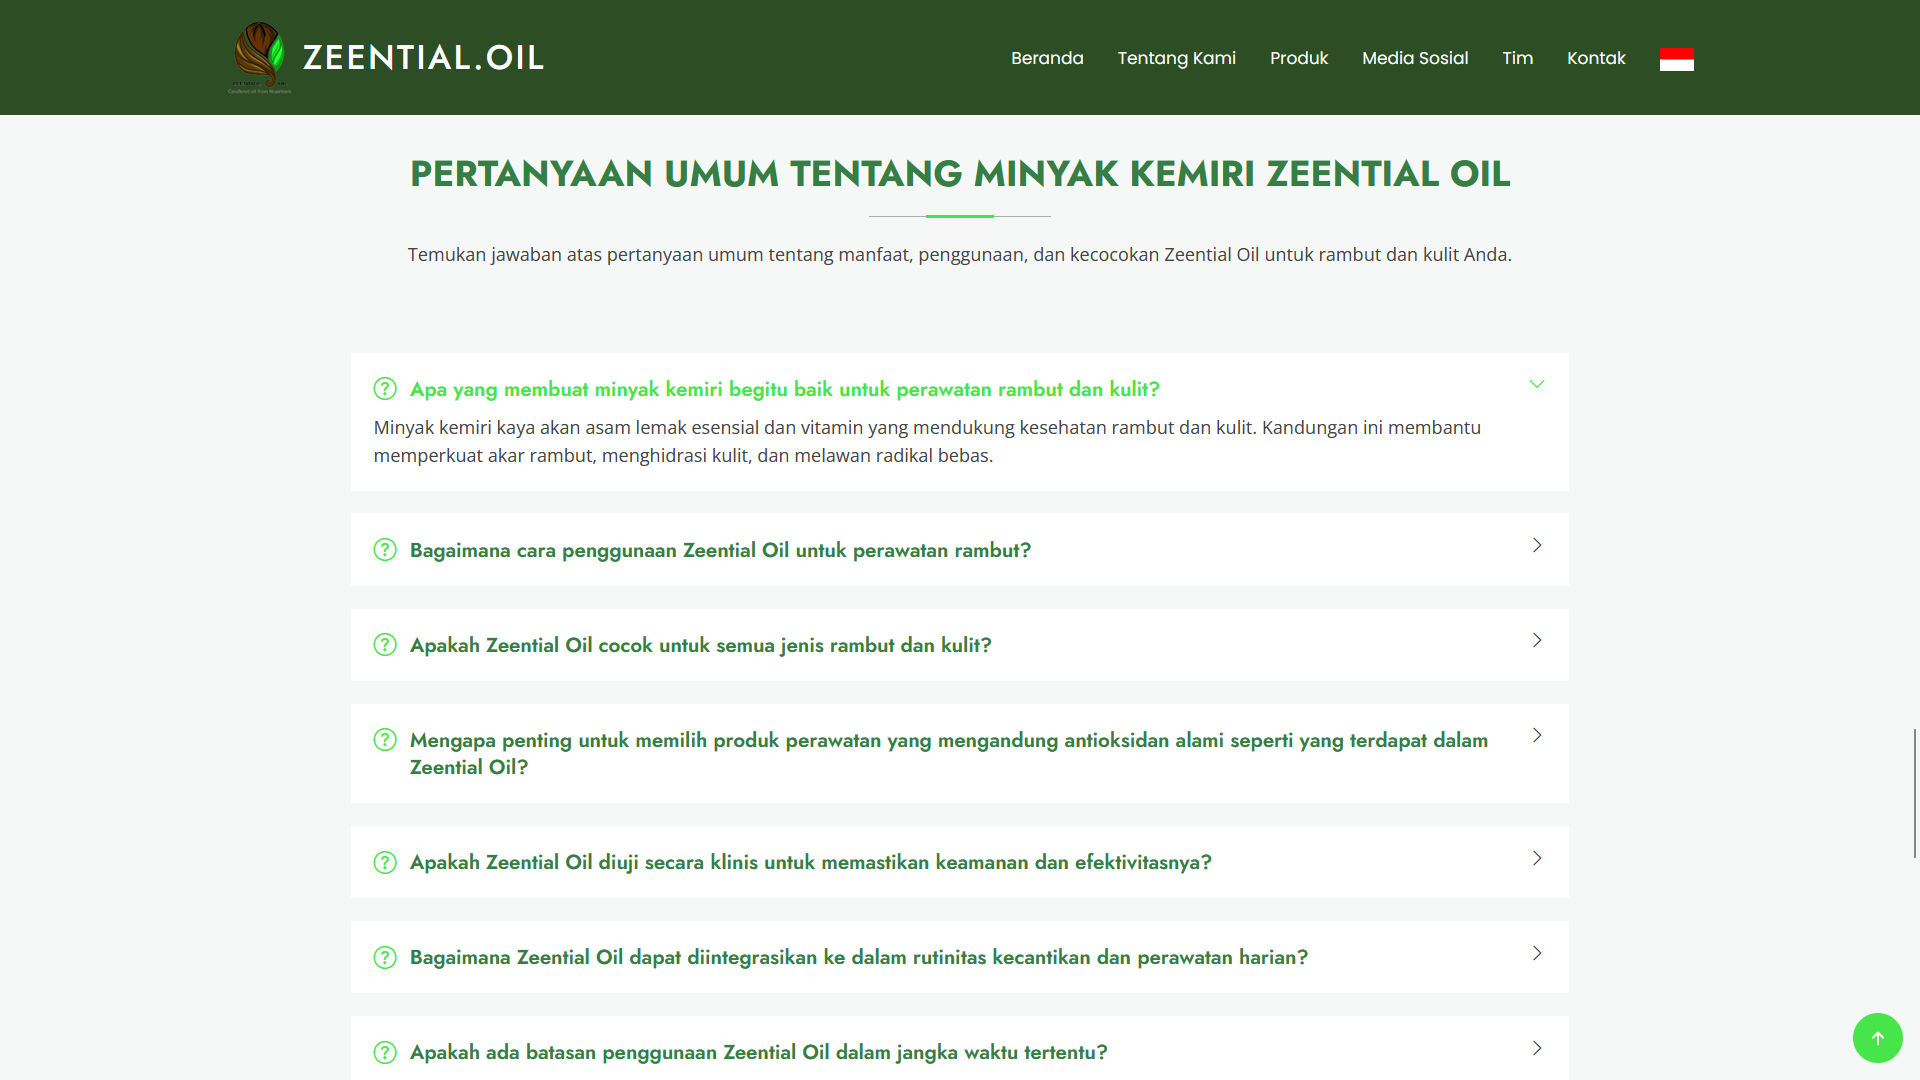 ZEENTIAL.OIL
Beranda
Tentang Kami
Produk
Media Sosial
Tim
Kontak
PERTANYAAN UMUM TENTANG MINYAK KEMIRI ZEENTIAL OIL
Temukan jawaban atas pertanyaan umum tentang manfaat, penggunaan, dan kecocokan Zeential Oil untuk rambut dan kulit Anda.
Apa yang membuat minyak kemiri begitu baik untuk perawatan rambut dan kulit?
Minyak kemiri kaya akan asam lemak esensial dan vitamin yang mendukung kesehatan rambut dan kulit. Kandungan ini membantu
memperkuat akar rambut, menghidrasi kulit, dan melawan radikal bebas.
Bagaimana cara penggunaan Zeential Oil untuk perawatan rambut?
Apakah Zeential Oil cocok untuk semua jenis rambut dan kulit?
Mengapa penting untuk memilih produk perawatan yang mengandung antioksidan alami seperti yang terdapat dalam
Zeential Oil?
Apakah Zeential Oil diuji secara klinis untuk memastikan keamanan dan efektivitasnya?
Bagaimana Zeential Oil dapat diintegrasikan ke dalam rutinitas kecantikan dan perawatan harian?
Apakah ada batasan penggunaan Zeential Oil dalam jangka waktu tertentu?